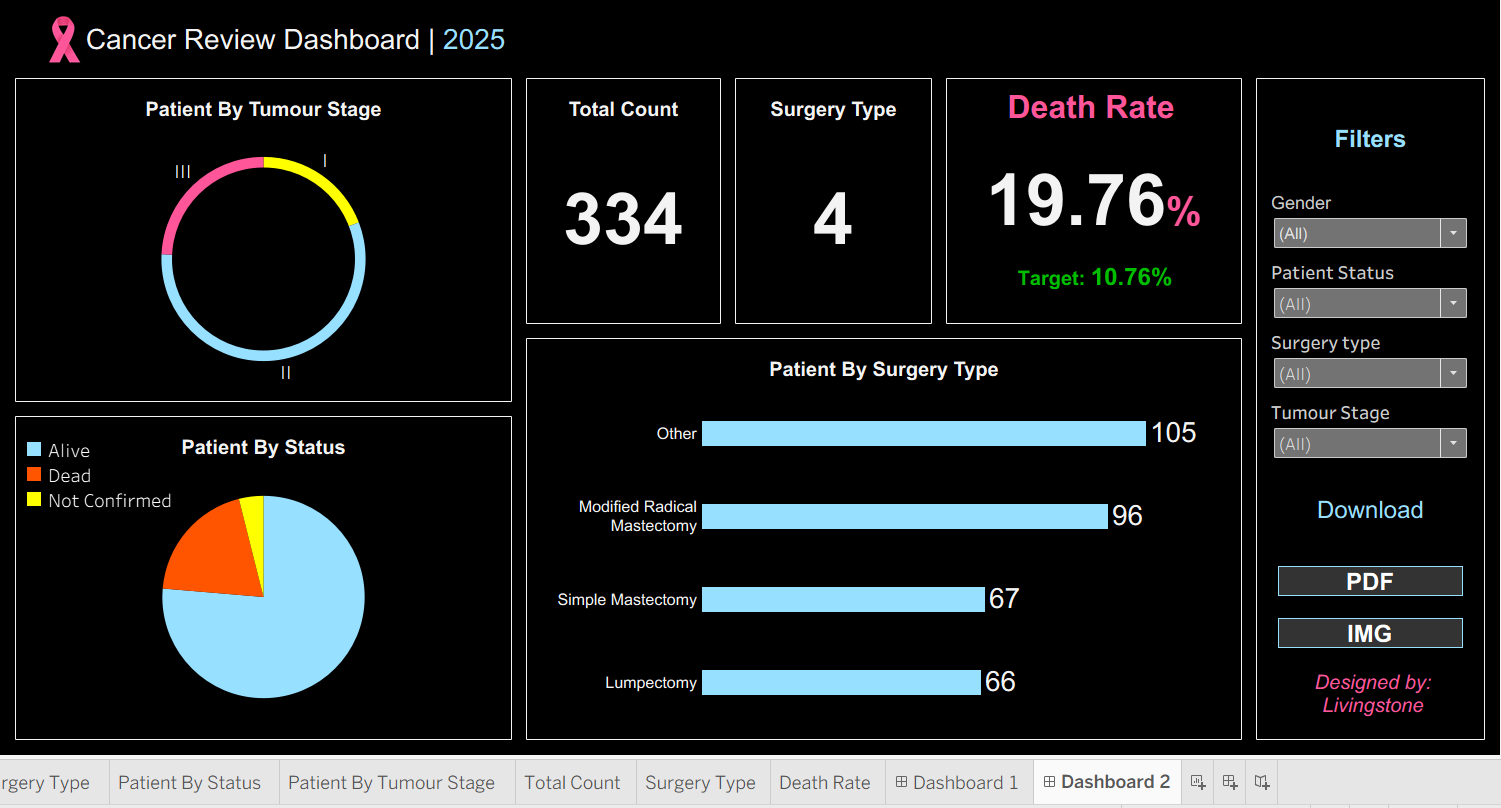 Cancer Review Dashboard | 2025
Patient By Tumour Stage
I
III
II
Total Count
334
Surgery Type
4
Death Rate
19.76%
Target: 10.76%
Filters
Gender
(All)
Patient Status
(All)
Surgery type
(All)
Tumour Stage
(All)
Download
PDF
IMG
Designed by:
Livingstone
Patient By Status
Alive
Dead
Not Confirmed
Patient By Surgery Type
Other 105
Modified Radical
Mastectomy 96
Simple Mastectomy 67
Lumpectomy 66
rgery Type Patient By Status Patient By Tumour Stage Total Count Surgery Type Death Rate Dashboard 1 Dashboard 2